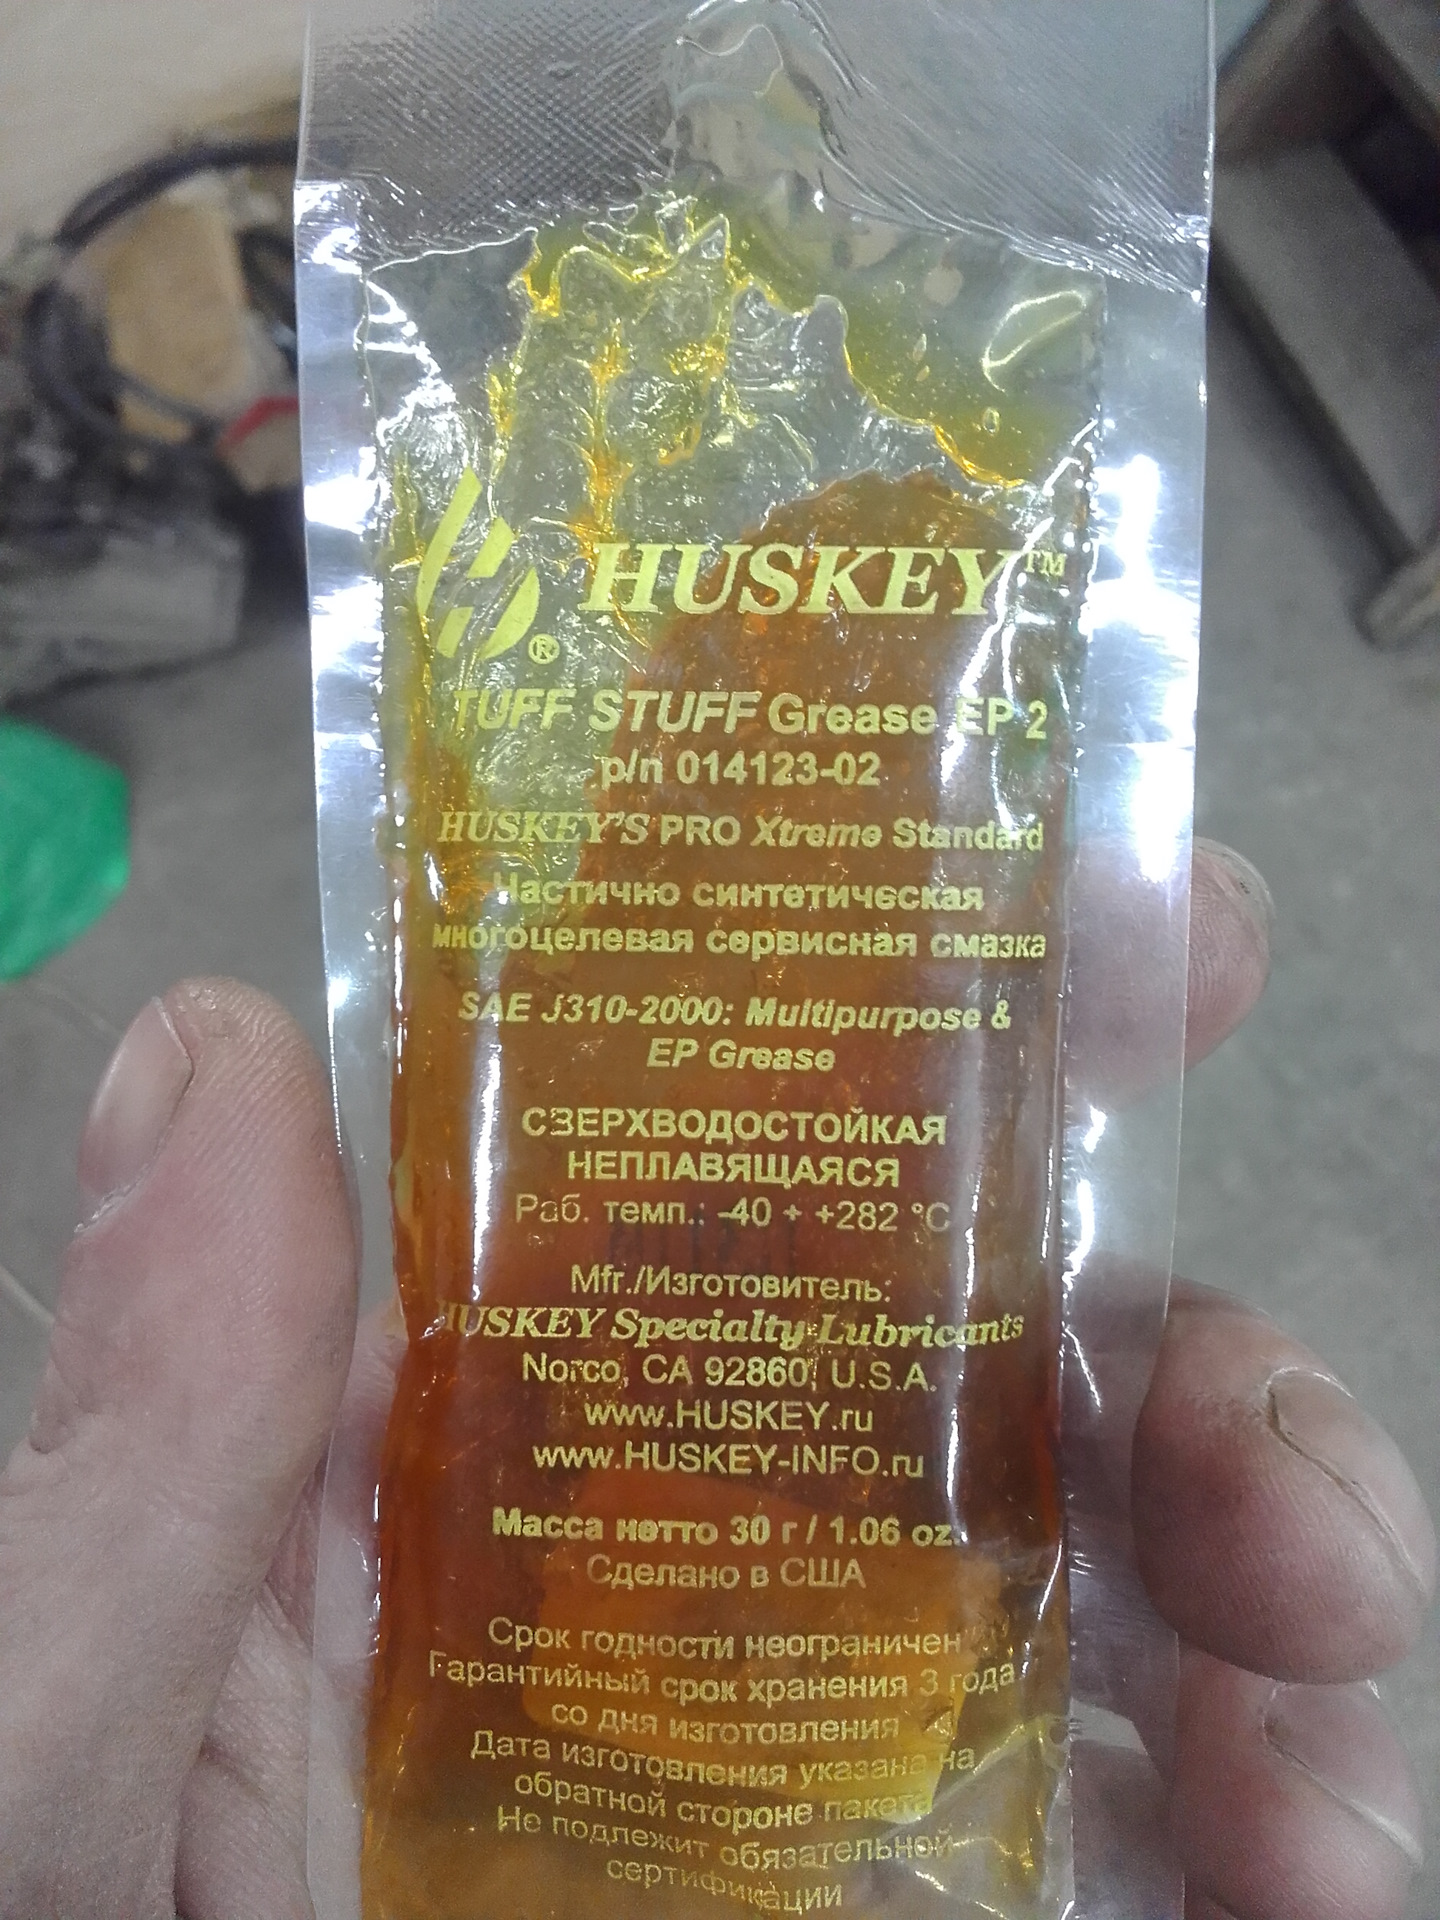 HUSKEY™
®
TUFF STUFF Grease EP 2
p/n 014123-02
HUSKEY'S PRO Xtreme Standard
Частично синтетическая
многоцелевая сервисная смазка
SAE J310-2000: Multipurpose &
EP Grease
СВЕРХВОДОСТОЙКАЯ
НЕПЛАВЯЩАЯСЯ
Раб. темп.: -40 ÷ +282 °C
Mfr./Изготовитель:
HUSKEY Specialty Lubricants
Norco, CA 92860, U.S.A.
www.HUSKEY.ru
www.HUSKEY-INFO.ru
Масса нетто 30 г / 1.06 oz.
Сделано в США
Срок годности неограничен
Гарантийный срок хранения 3 года
со дня изготовления
Дата изготовления указана на
обратной стороне пакета
Не подлежит обязательной
сертификации